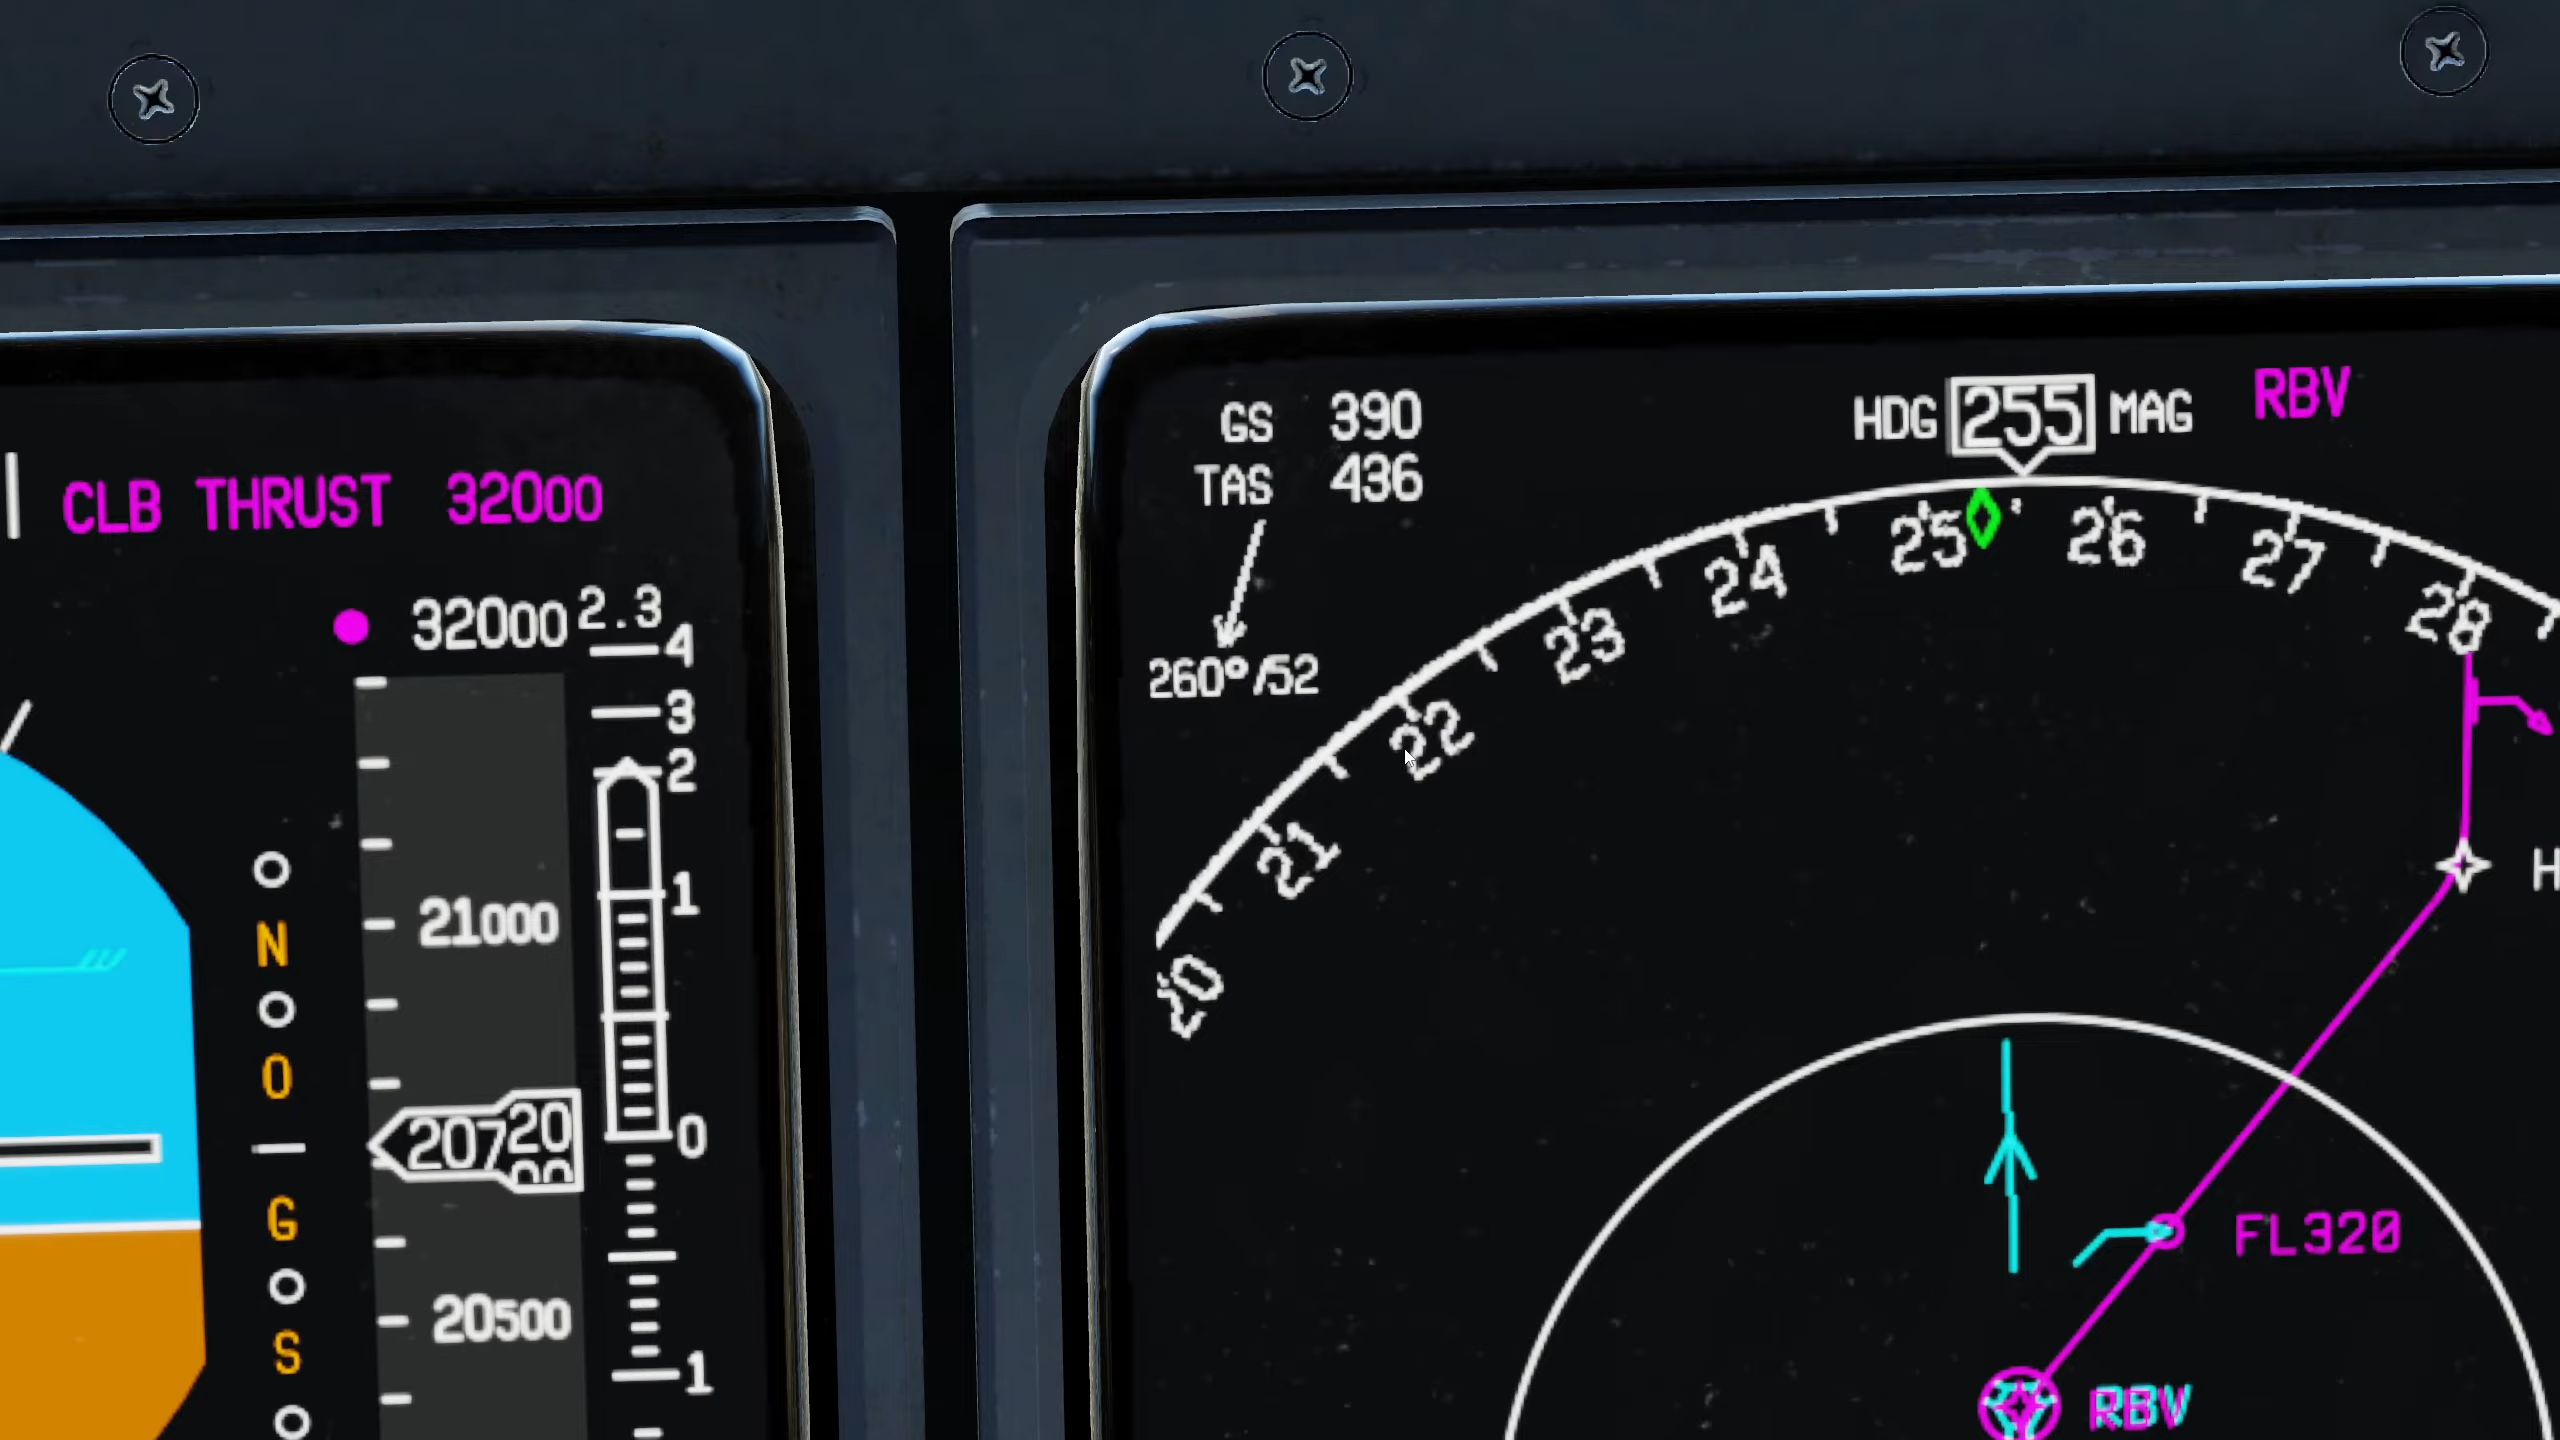 CLB THRUST 32000
32000
2.3
4
3
2
1
0
1
21000
20720
20500
O
N
O
O
—
G
O
S
O
GS 390
TAS 436
260°/52
HDG 255 MAG
RBV
20
21
22
23
24
25
26
27
28
H
FL320
RBV